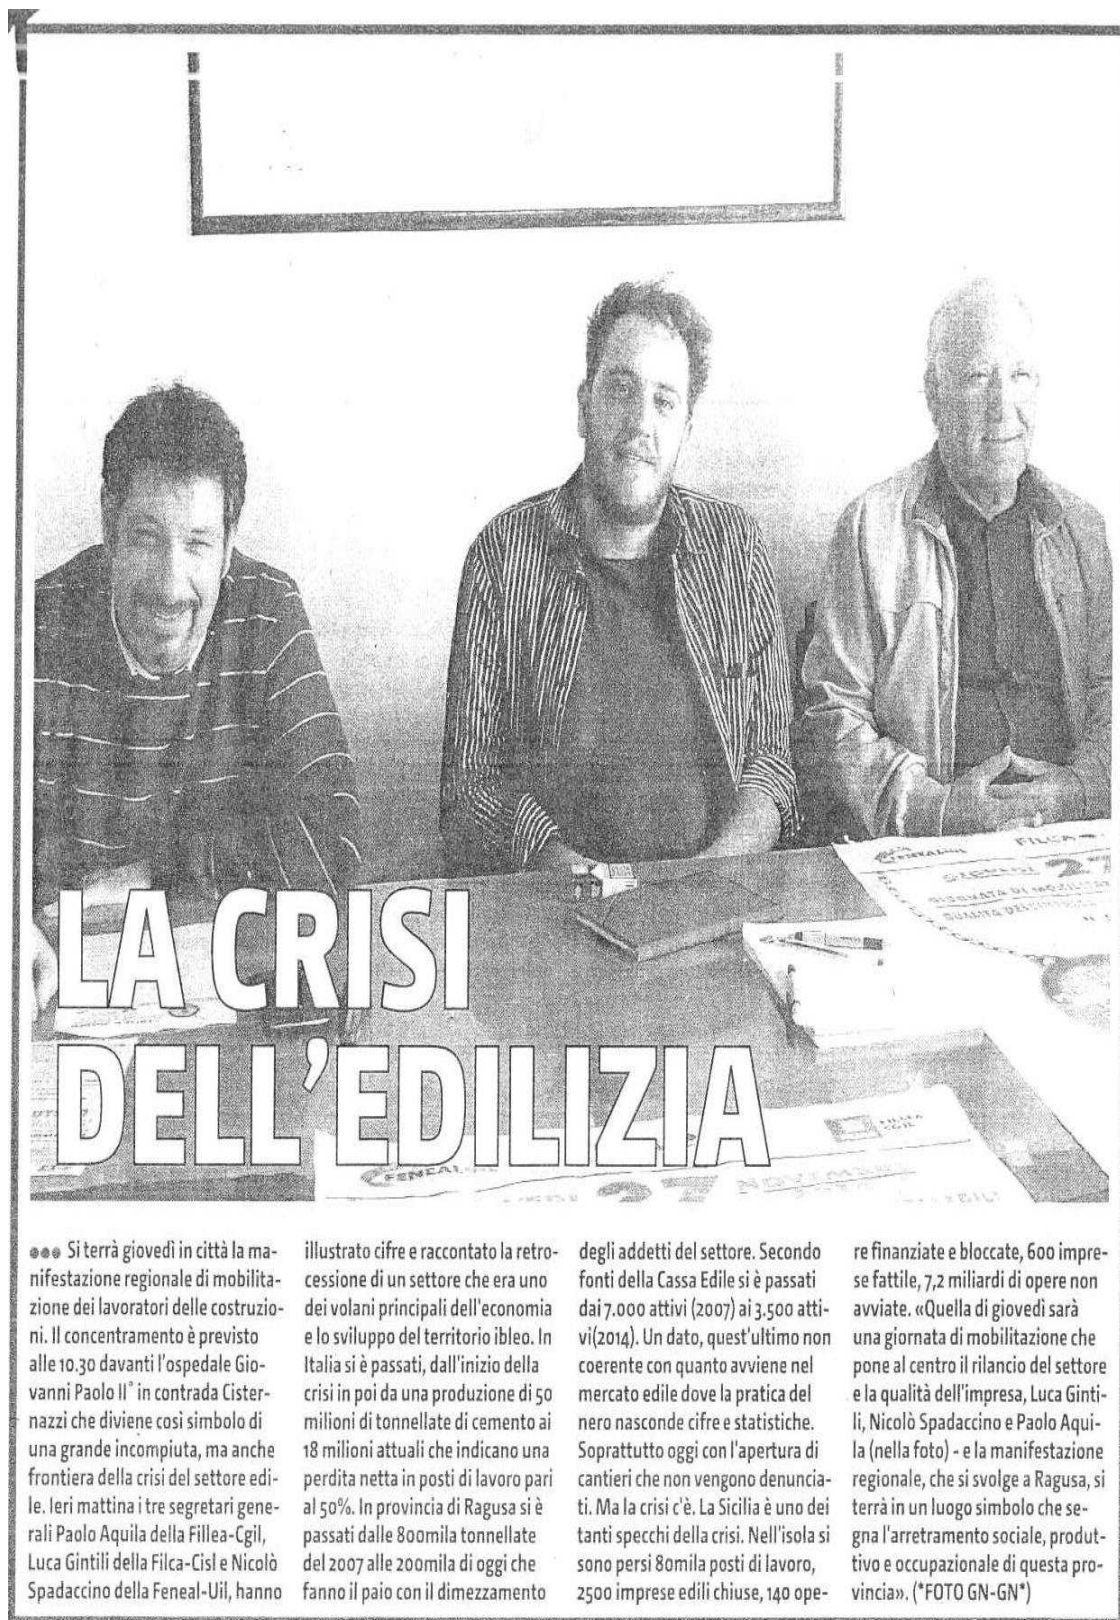 FILCA
27
LA CRISI
DELL'EDILIZIA
FILLEA
CGIL
FENEALUIL
27 NOVEMBRE
●●● Si terrà giovedì in città la ma-
nifestazione regionale di mobilita-
zione dei lavoratori delle costruzio-
ni. Il concentramento è previsto
alle 10.30 davanti l'ospedale Gio-
vanni Paolo II° in contrada Cister-
nazzi che diviene così simbolo di
una grande incompiuta, ma anche
frontiera della crisi del settore edi-
le. Ieri mattina i tre segretari gene-
rali Paolo Aquila della Fillea-Cgil,
Luca Gintili della Filca-Cisl e Nicolò
Spadaccino della Feneal-Uil, hanno
illustrato cifre e raccontato la retro-
cessione di un settore che era uno
dei volani principali dell'economia
e lo sviluppo del territorio ibleo. In
Italia si è passati, dall'inizio della
crisi in poi da una produzione di 50
milioni di tonnellate di cemento ai
18 milioni attuali che indicano una
perdita netta in posti di lavoro pari
al 50%. In provincia di Ragusa si è
passati dalle 800mila tonnellate
del 2007 alle 200mila di oggi che
fanno il paio con il dimezzamento
degli addetti del settore. Secondo
fonti della Cassa Edile si è passati
dai 7.000 attivi (2007) ai 3.500 atti-
vi(2014). Un dato, quest'ultimo non
coerente con quanto avviene nel
mercato edile dove la pratica del
nero nasconde cifre e statistiche.
Soprattutto oggi con l'apertura di
cantieri che non vengono denuncia-
ti. Ma la crisi c'è. La Sicilia è uno dei
tanti specchi della crisi. Nell'isola si
sono persi 80mila posti di lavoro,
2500 imprese edili chiuse, 140 ope-
re finanziate e bloccate, 600 impre-
se fattile, 7,2 miliardi di opere non
avviate. «Quella di giovedì sarà
una giornata di mobilitazione che
pone al centro il rilancio del settore
e la qualità dell'impresa, Luca Ginti-
li, Nicolò Spadaccino e Paolo Aqui-
la (nella foto) - e la manifestazione
regionale, che si svolge a Ragusa, si
terrà in un luogo simbolo che se-
gna l'arretramento sociale, produt-
tivo e occupazionale di questa pro-
vincia». (*FOTO GN-GN*)